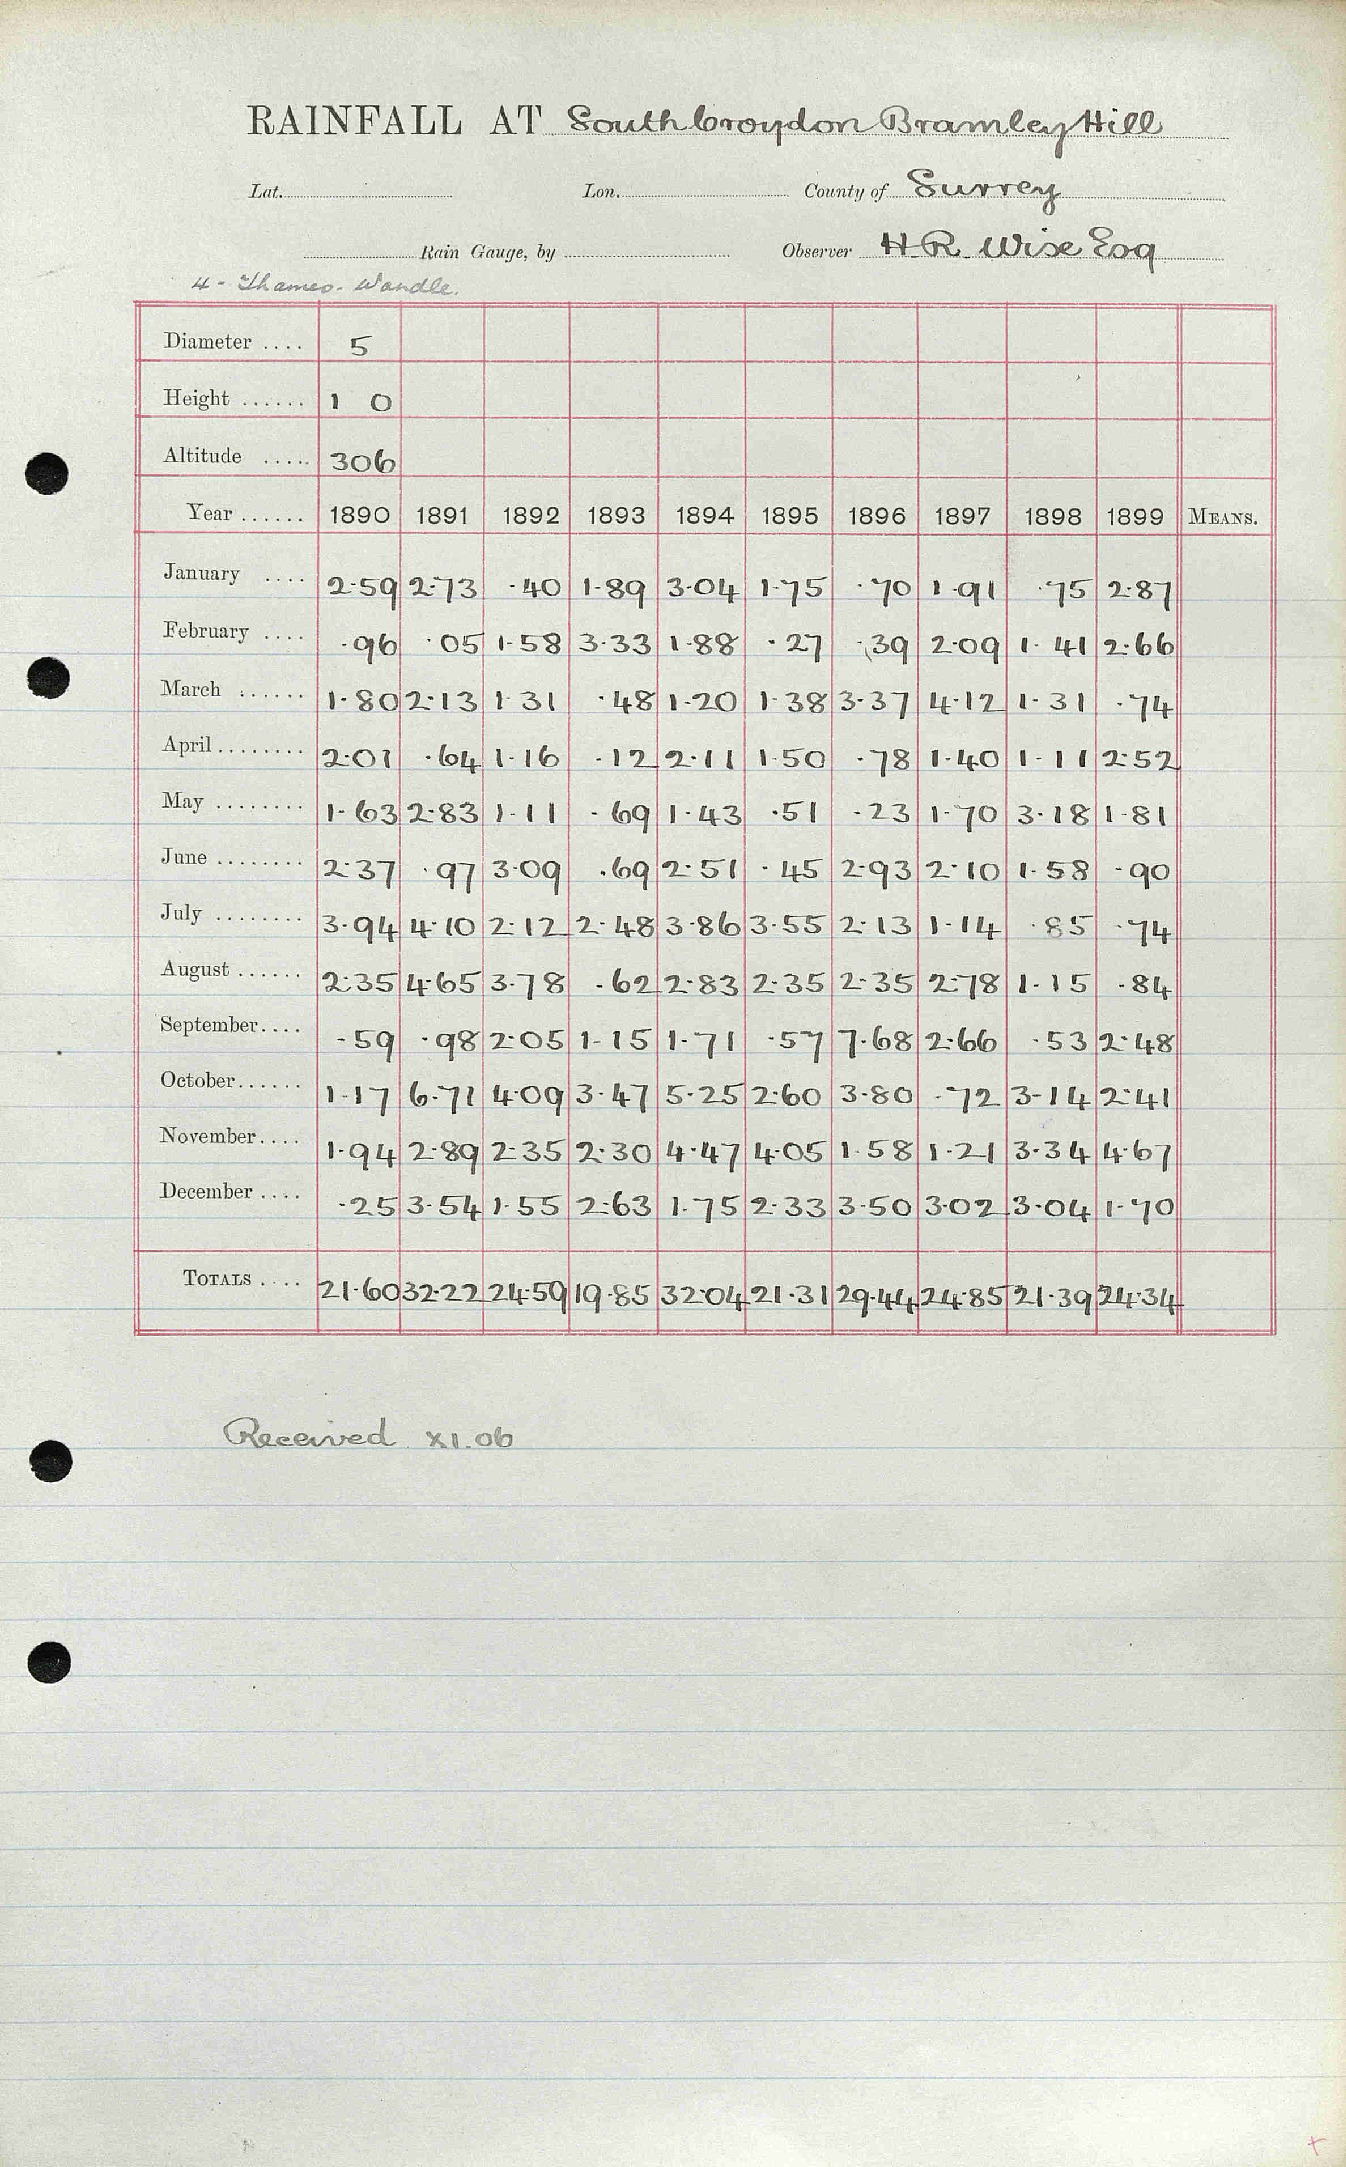 RAINFALL AT South Croydon Bramley Hill
Lat. Lon. County of Surrey
Rain Gauge, by Observer H.R. Wise Esq
4 - Thames - Wandle.
Diameter .... 5
Height ...... 1 0
Altitude ..... 306
Year ...... 1890 1891 1892 1893 1894 1895 1896 1897 1898 1899 MEANS.
January .... 2.59 2.73 .40 1.89 3.04 1.75 .70 1.91 .75 2.87
February .... .96 .05 1.58 3.33 1.88 .27 .39 2.09 1.41 2.66
March ...... 1.80 2.13 1.31 .48 1.20 1.38 3.37 4.12 1.31 .74
April ........ 2.01 .64 1.16 .12 2.11 1.50 .78 1.40 1.11 2.52
May ........ 1.63 2.83 1.11 .69 1.43 .51 .23 1.70 3.18 1.81
June ........ 2.37 .97 3.09 .69 2.51 .45 2.93 2.10 1.58 .90
July ........ 3.94 4.10 2.12 2.48 3.86 3.55 2.13 1.14 .85 .74
August ...... 2.35 4.65 3.78 .62 2.83 2.35 2.35 2.78 1.15 .84
September.... .59 .98 2.05 1.15 1.71 .57 7.68 2.66 .53 2.48
October...... 1.17 6.71 4.09 3.47 5.25 2.60 3.80 .72 3.14 2.41
November.... 1.94 2.89 2.35 2.30 4.47 4.05 1.58 1.21 3.34 4.67
December .... .25 3.54 1.55 2.63 1.75 2.33 3.50 3.02 3.04 1.70
TOTALS .... 21.60 32.22 24.59 19.85 32.04 21.31 29.44 24.85 21.39 24.34
Received XI.06